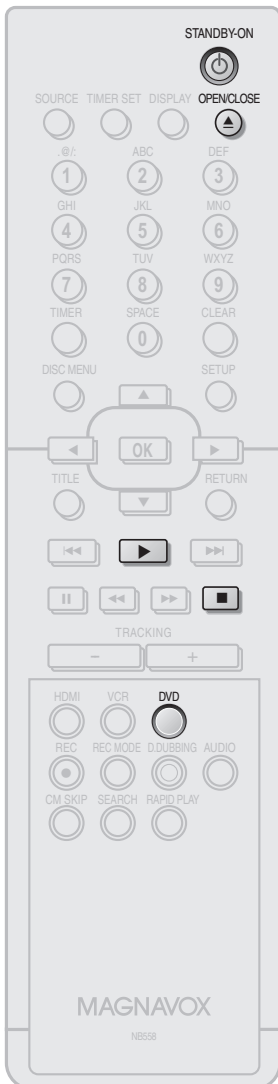 STANDBY-ON
SOURCE TIMER SET DISPLAY OPEN/CLOSE
.@/: ABC DEF
1 2 3
GHI JKL MNO
4 5 6
PQRS TUV WXYZ
7 8 9
TIMER SPACE CLEAR
0
DISC MENU SETUP
OK
TITLE RETURN
TRACKING
- +
HDMI VCR DVD
REC REC MODE D.DUBBING AUDIO
CM SKIP SEARCH RAPID PLAY
MAGNAVOX
NB558